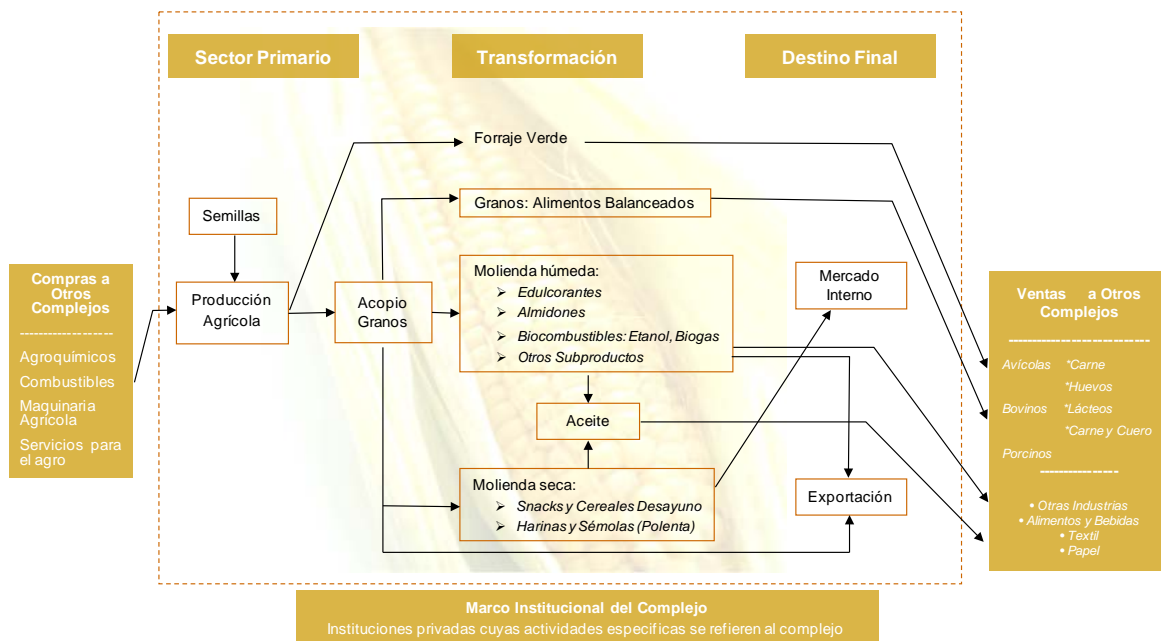 Sector Primario
Transformación
Destino Final
Forraje Verde
Granos: Alimentos Balanceados
Semillas
Producción
Agrícola
Acopio
Granos
Molienda húmeda:
➢ Edulcorantes
➢ Almidones
➢ Biocombustibles: Etanol, Biogas
➢ Otros Subproductos
Aceite
Molienda seca:
➢ Snacks y Cereales Desayuno
➢ Harinas y Sémolas (Polenta)
Mercado
Interno
Exportación
Compras a
Otros
Complejos
-------------------
Agroquímicos
Combustibles
Maquinaria
Agrícola
Servicios para
el agro
Ventas a Otros
Complejos
-----------------------------
Avícolas *Carne
*Huevos
Bovinos *Lácteos
*Carne y Cuero
Porcinos
----------------
• Otras Industrias
• Alimentos y Bebidas
• Textil
• Papel
Marco Institucional del Complejo
Instituciones privadas cuyas actividades específicas se refieren al complejo